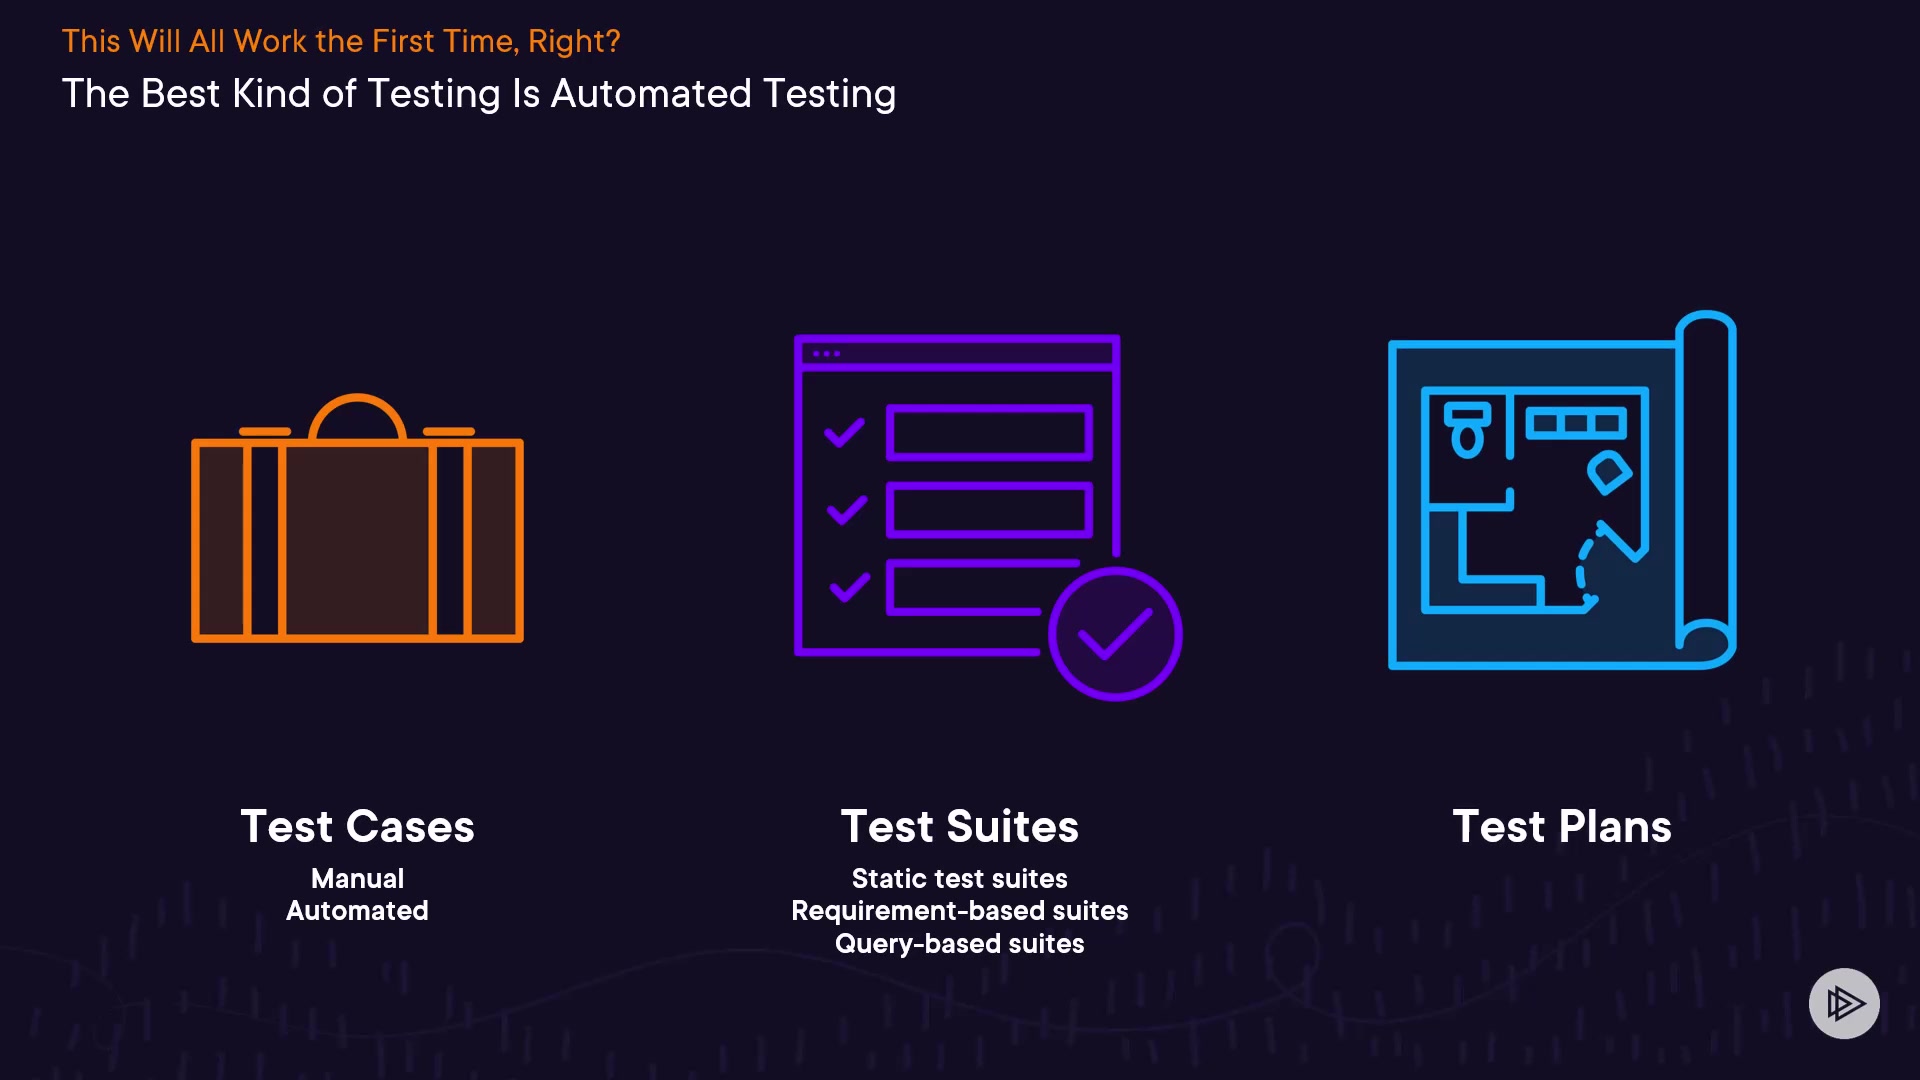 This Will All Work the First Time, Right?
The Best Kind of Testing Is Automated Testing
Test Cases
Manual
Automated
Test Suites
Static test suites
Requirement-based suites
Query-based suites
Test Plans